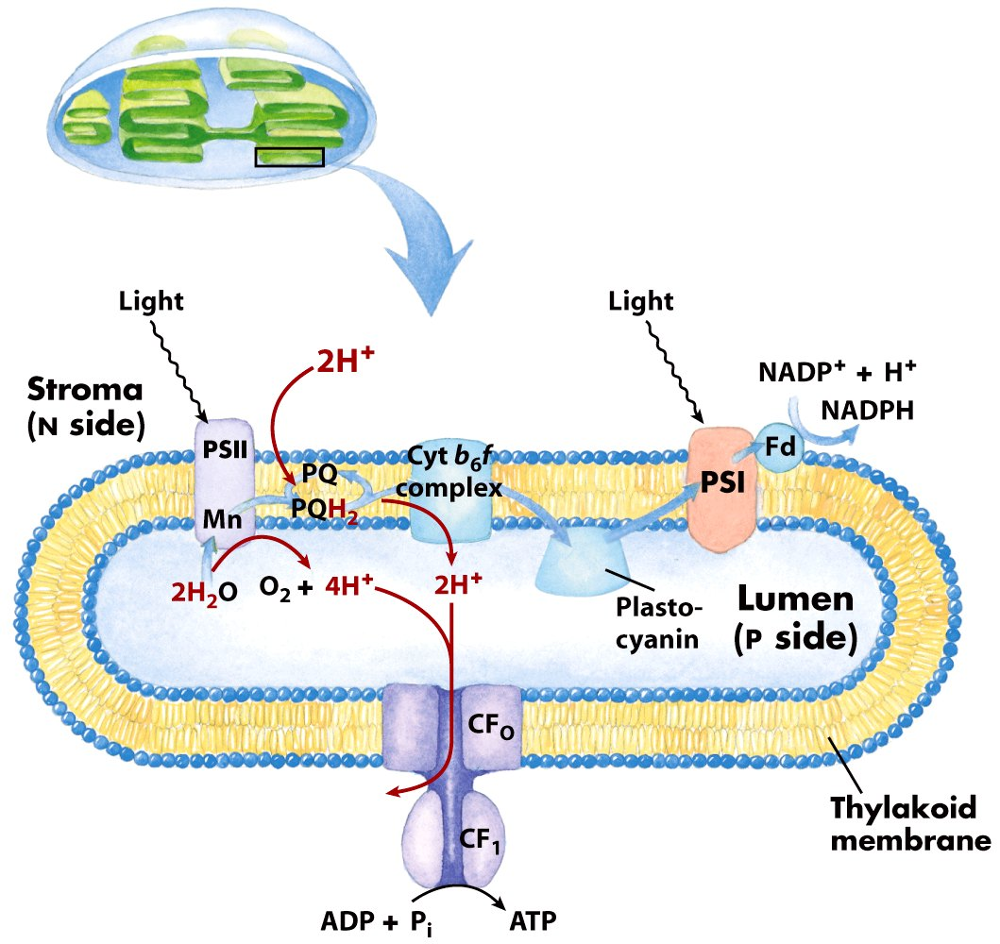 Light
Light
2H⁺
NADP⁺ + H⁺
NADPH
Stroma
(N side)
PSII
PQ
PQH₂
Mn
Cyt b₆f
complex
PSI
Fd
2H₂O
O₂ + 4H⁺
2H⁺
Plasto-
cyanin
Lumen
(P side)
CF₀
CF₁
Thylakoid
membrane
ADP + Pᵢ
ATP